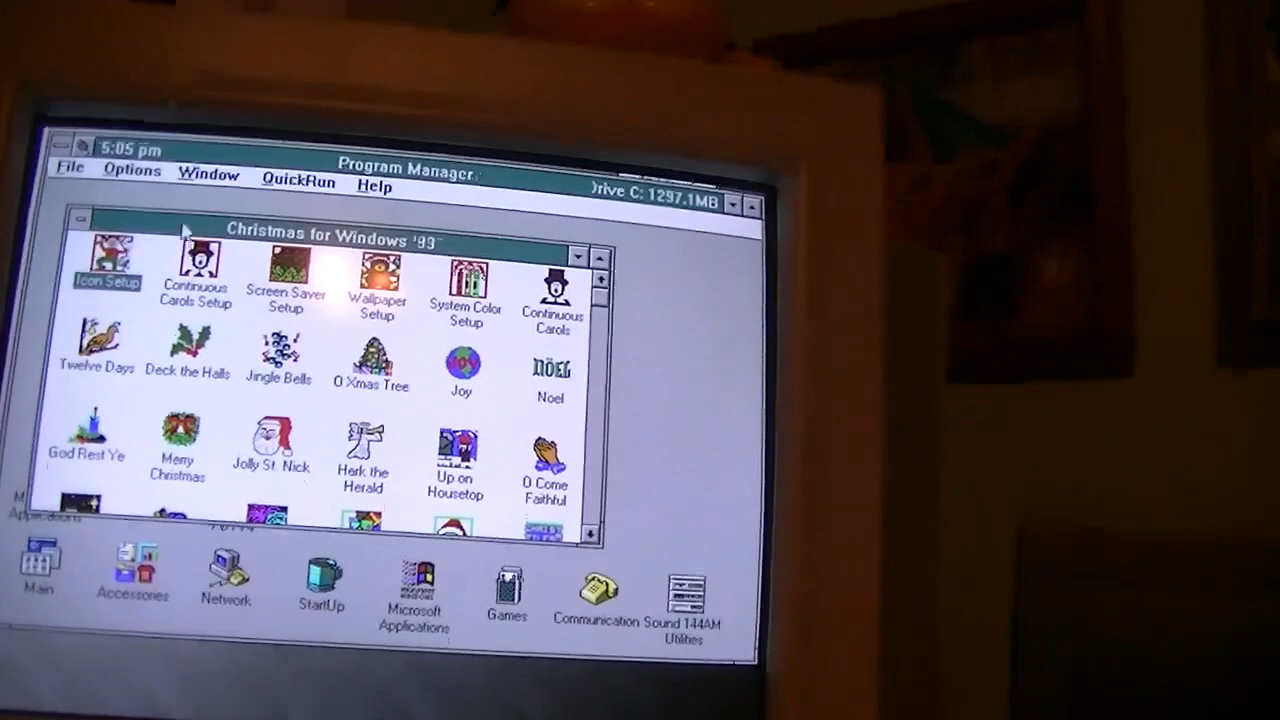 5:05 pm
Program Manager
Drive C: 1297.1MB
File Options Window QuickRun Help
Christmas for Windows '93
Icon Setup
Continuous
Carols Setup
Screen Saver
Setup
Wallpaper
Setup
System Color
Setup
Continuous
Carols
Twelve Days
Deck the Halls
Jingle Bells
O Xmas Tree
JOY
Joy
NÖEL
Noel
God Rest Ye
Merry
Christmas
Jolly St. Nick
Hark the
Herald
Up on
Housetop
O Come
Faithful
Applications
Main
Accessories
Network
StartUp
Microsoft
Applications
Games
Communication
Sound 144AM
Utilities